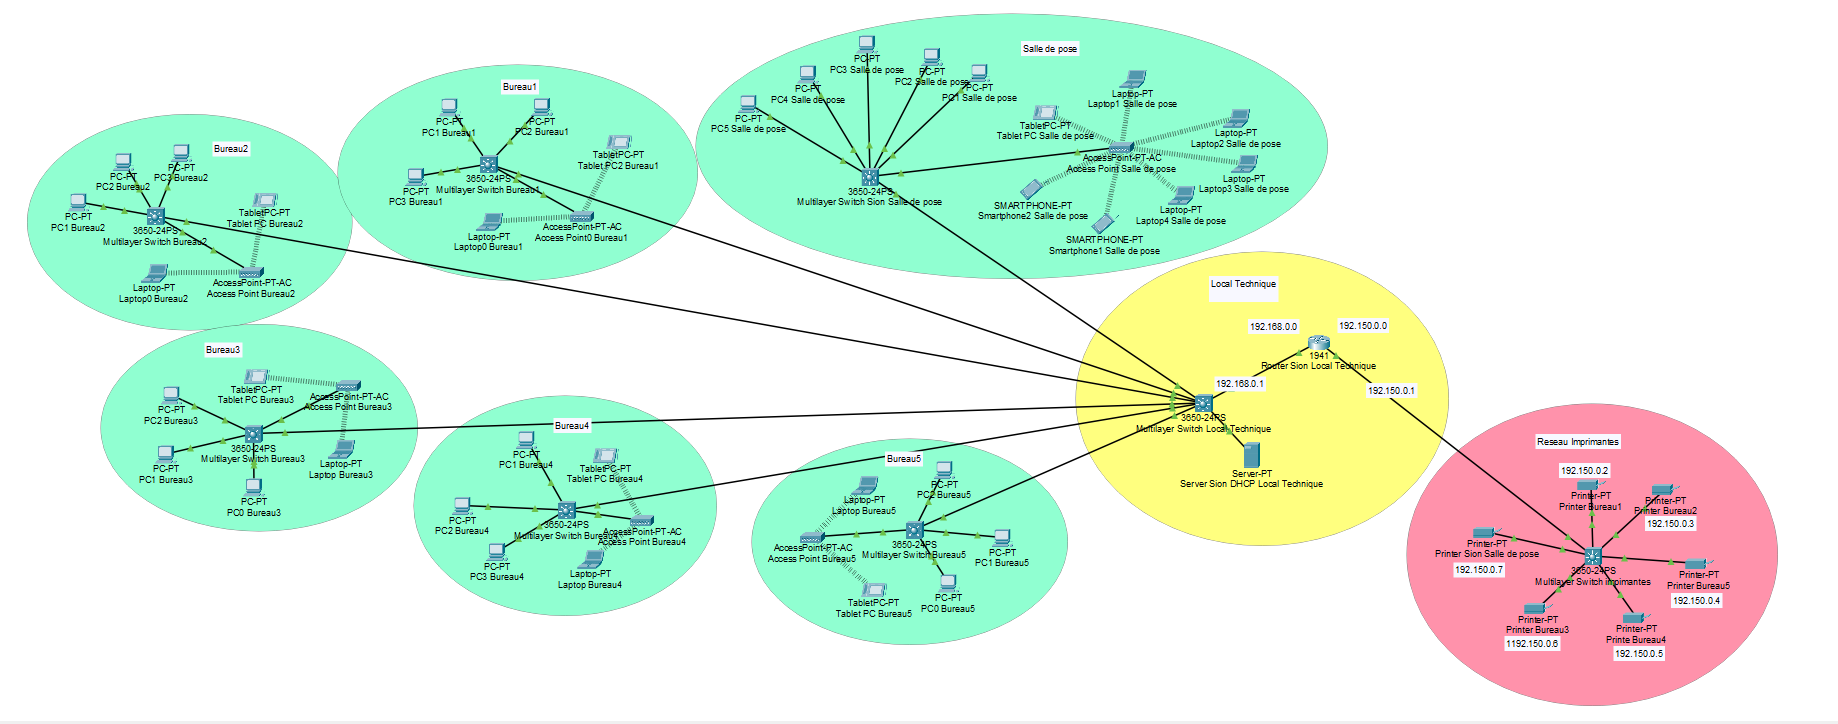 Bureau2
PC-PT
PC2 Bureau2
PC-PT
PC3 Bureau2
PC-PT
PC1 Bureau2
TabletPC-PT
Tablet PC Bureau2
3650-24PS
Multilayer Switch Bureau2
Laptop-PT
Laptop0 Bureau2
AccessPoint-PT-AC
Access Point Bureau2
Bureau1
PC-PT
PC1 Bureau1
PC-PT
PC2 Bureau1
TabletPC-PT
Tablet PC2 Bureau1
3650-24PS
Multilayer Switch Bureau1
PC-PT
PC3 Bureau1
Laptop-PT
Laptop0 Bureau1
AccessPoint-PT-AC
Access Point0 Bureau1
Salle de pose
PC-PT
PC3 Salle de pose
PC-PT
PC2 Salle de pose
PC-PT
PC4 Salle de pose
PC-PT
PC1 Salle de pose
PC-PT
PC5 Salle de pose
Laptop-PT
Laptop1 Salle de pose
TabletPC-PT
Tablet PC Salle de pose
Laptop-PT
Laptop2 Salle de pose
AccessPoint-PT-AC
Access Point Salle de pose
Laptop-PT
Laptop3 Salle de pose
3650-24PS
Multilayer Switch Sion Salle de pose
SMARTPHONE-PT
Smartphone2 Salle de pose
Laptop-PT
Laptop4 Salle de pose
SMARTPHONE-PT
Smartphone1 Salle de pose
Local Technique
192.168.0.0
192.150.0.0
1941
Router Sion Local Technique
192.168.0.1
192.150.0.1
3650-24PS
Multilayer Switch Local Technique
Server-PT
Server Sion DHCP Local Technique
Bureau3
TabletPC-PT
Tablet PC Bureau3
AccessPoint-PT-AC
Access Point Bureau3
PC-PT
PC2 Bureau3
3650-24PS
Multilayer Switch Bureau3
PC-PT
PC1 Bureau3
Laptop-PT
Laptop Bureau3
PC-PT
PC0 Bureau3
Bureau4
PC-PT
PC1 Bureau4
TabletPC-PT
Tablet PC Bureau4
PC-PT
PC2 Bureau4
3650-24PS
Multilayer Switch Bureau4
AccessPoint-PT-AC
Access Point Bureau4
PC-PT
PC3 Bureau4
Laptop-PT
Laptop Bureau4
Bureau5
Laptop-PT
Laptop Bureau5
PC-PT
PC2 Bureau5
AccessPoint-PT-AC
Access Point Bureau5
3650-24PS
Multilayer Switch Bureau5
PC-PT
PC1 Bureau5
TabletPC-PT
Tablet PC Bureau5
PC-PT
PC0 Bureau5
Reseau Imprimantes
192.150.0.2
Printer-PT
Printer Bureau1
Printer-PT
Printer Bureau2
192.150.0.3
Printer-PT
Printer Sion Salle de pose
192.150.0.7
3650-24PS
Multilayer Switch impimantes
Printer-PT
Printer Bureau5
192.150.0.4
Printer-PT
Printer Bureau3
1192.150.0.6
Printer-PT
Printe Bureau4
192.150.0.5